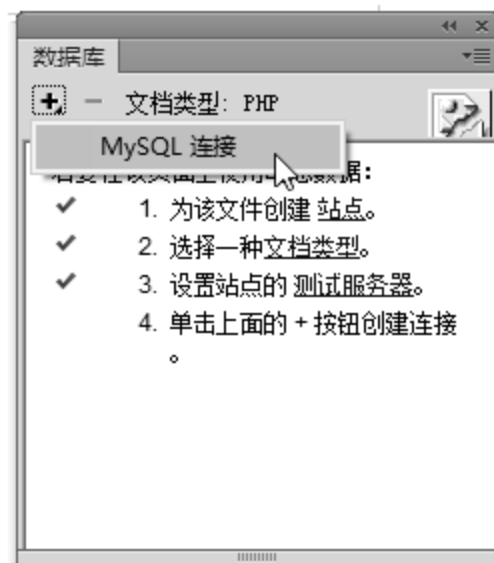 数据库
文档类型: PHP
MySQL 连接
据:
1. 为该文件创建 站点。
2. 选择一种文档类型。
3. 设置站点的 测试服务器。
4. 单击上面的 + 按钮创建连接
。